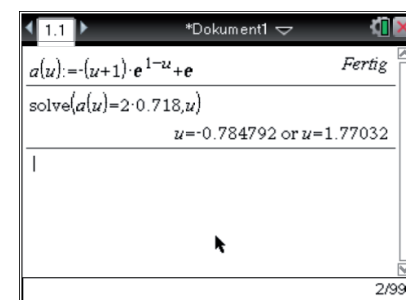 1.1 *Dokument1
a(u):=-(u+1)·e^{1-u}+e Fertig
solve(a(u)=2·0.718,u)
u=-0.784792 or u=1.77032
2/99